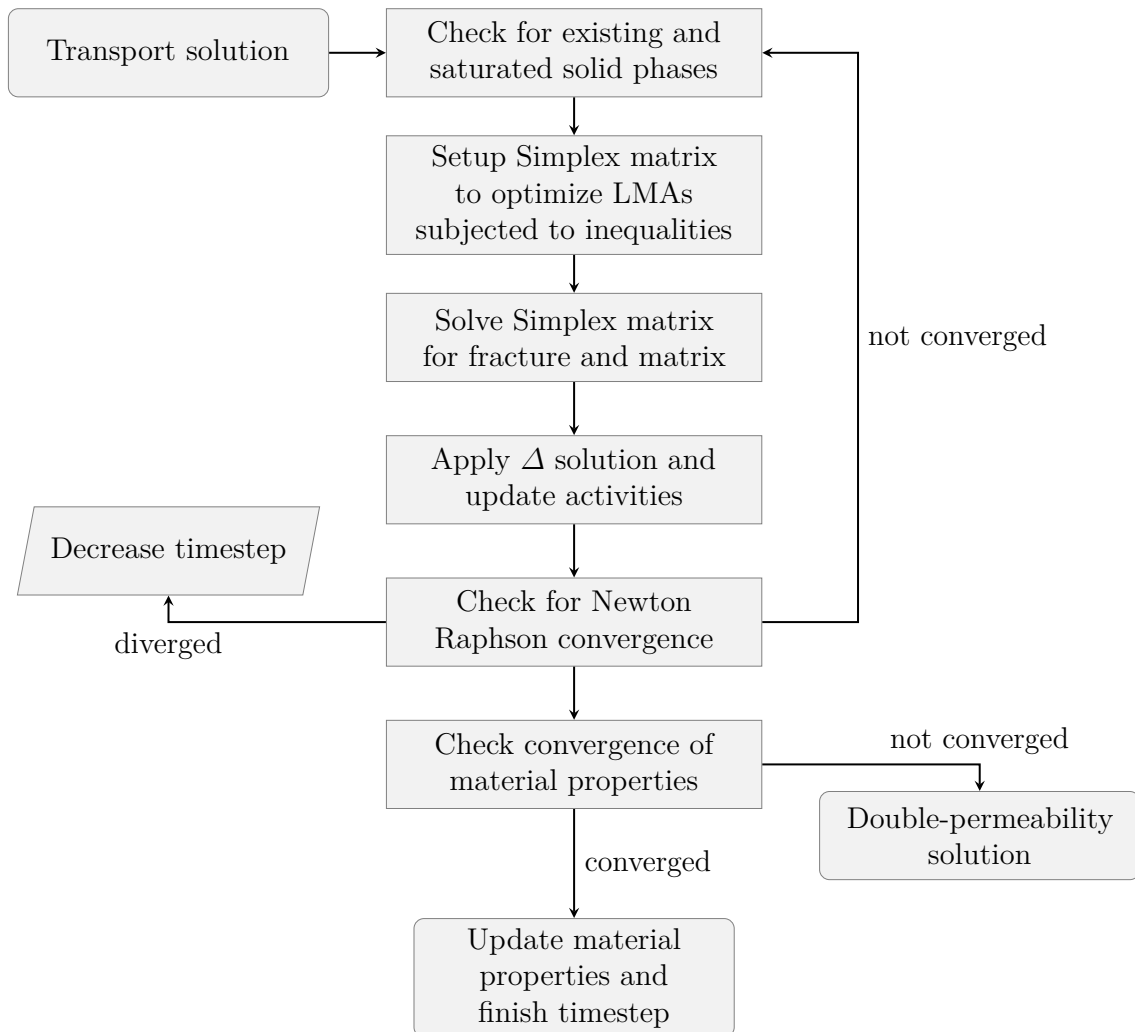 Transport solution
Check for existing and
saturated solid phases
Setup Simplex matrix
to optimize LMAs
subjected to inequalities
Solve Simplex matrix
for fracture and matrix
not converged
Apply Δ solution and
update activities
Decrease timestep
Check for Newton
Raphson convergence
diverged
Check convergence of
material properties
not converged
Double-permeability
solution
converged
Update material
properties and
finish timestep